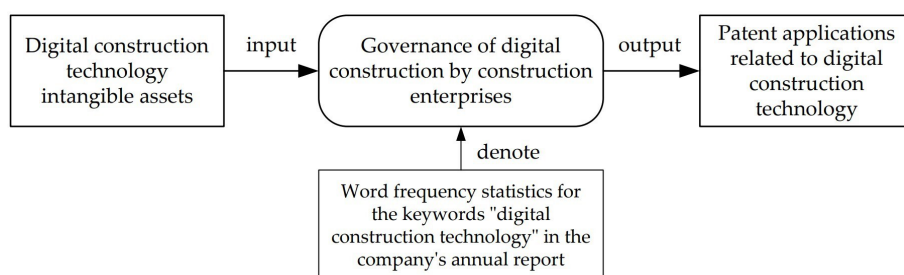 Digital construction
technology
intangible assets
input
Governance of digital
construction by construction
enterprises
output
Patent applications
related to digital
construction
technology
denote
Word frequency statistics for
the keywords "digital
construction technology" in the
company's annual report